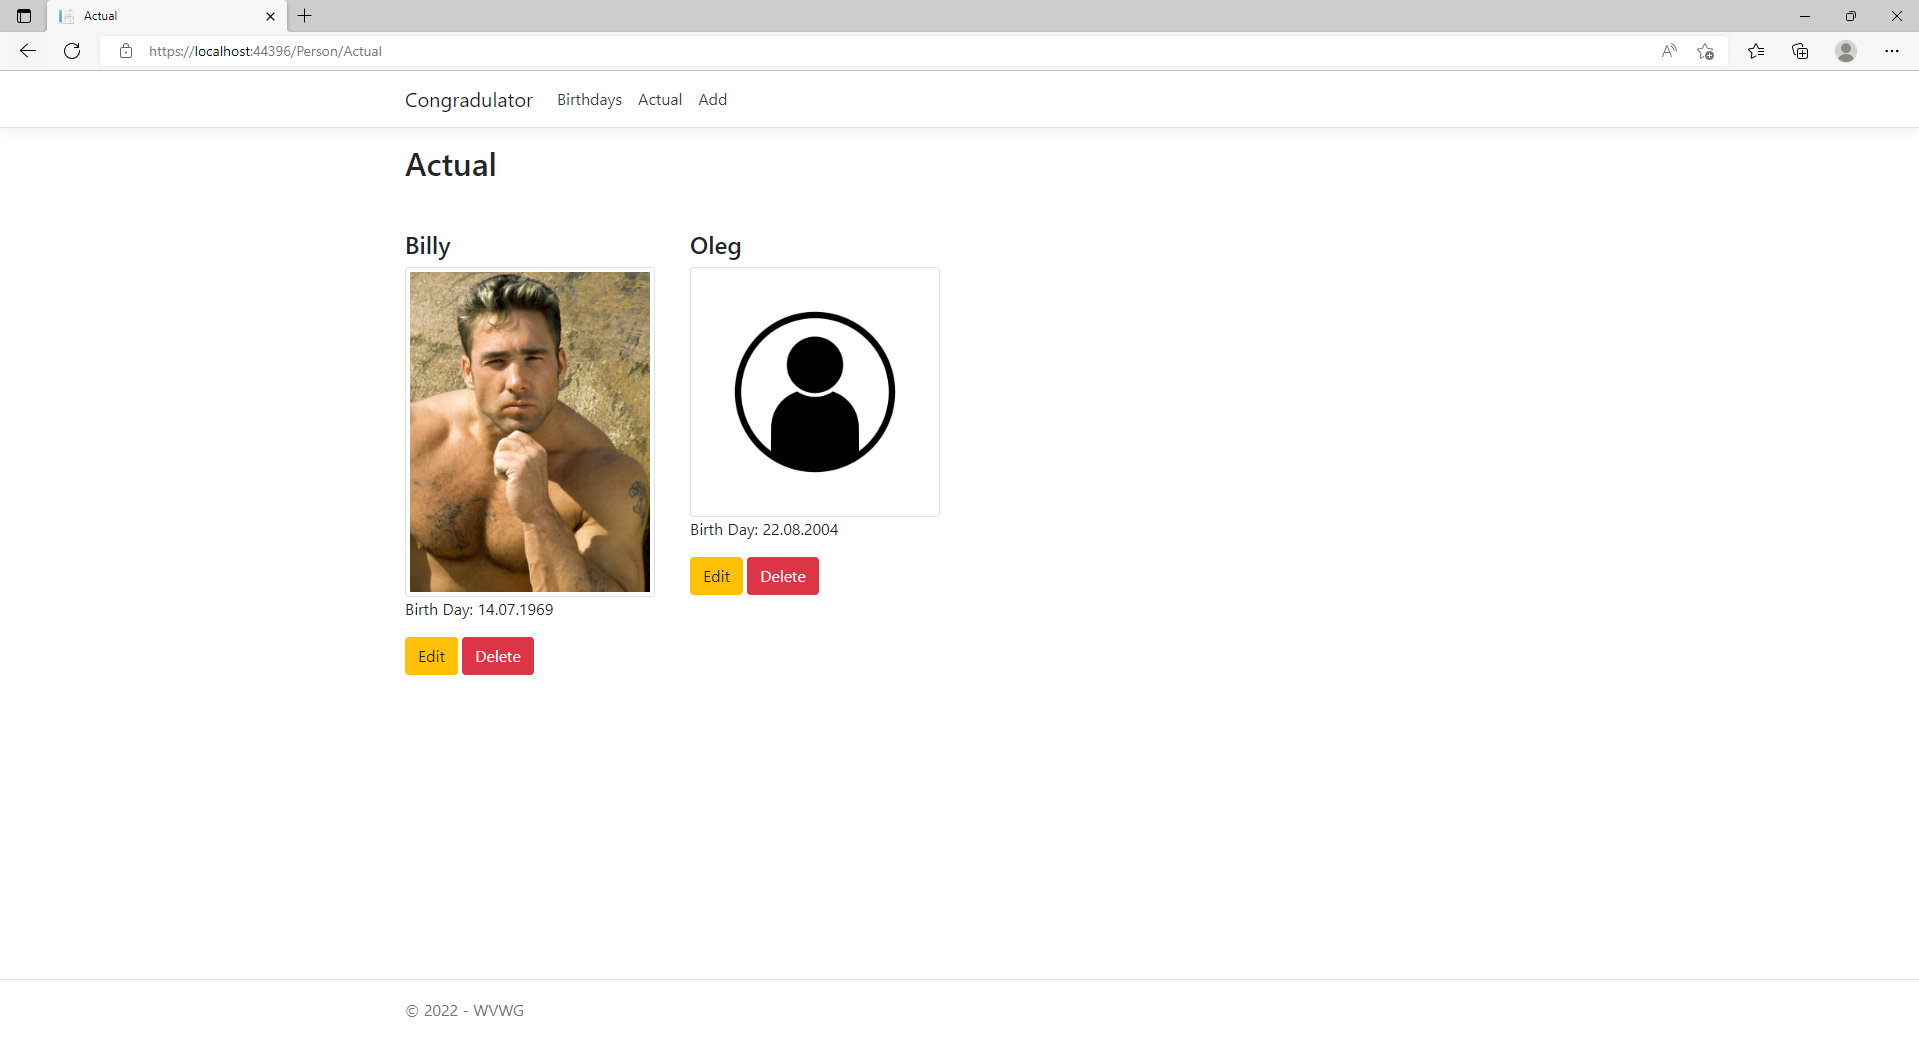 Actual
https://localhost:44396/Person/Actual
Congradulator Birthdays Actual Add
Actual
Billy
Birth Day: 14.07.1969
Edit Delete
Oleg
Birth Day: 22.08.2004
Edit Delete
© 2022 - WVWG